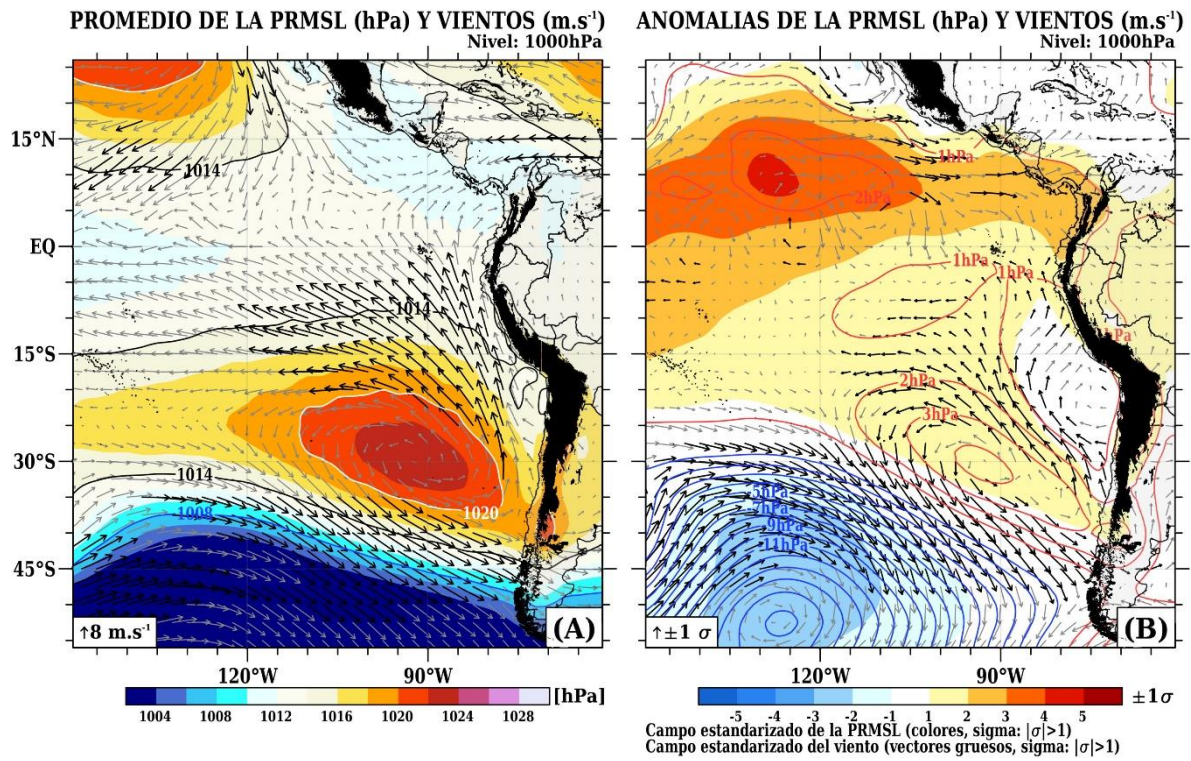 PROMEDIO DE LA PRMSL (hPa) Y VIENTOS (m.s⁻¹)
Nivel: 1000hPa
15°N
EQ
15°S
30°S
45°S
1014
1014
1014
1008
1020
↑8 m.s⁻¹
(A)
120°W
90°W
[hPa]
1004
1008
1012
1016
1020
1024
1028
ANOMALIAS DE LA PRMSL (hPa) Y VIENTOS (m.s⁻¹)
Nivel: 1000hPa
1hPa
2hPa
1hPa
1hPa
2hPa
3hPa
9hPa
11hPa
↑±1 σ
(B)
120°W
90°W
-5
-4
-3
-2
-1
1
2
3
4
5
±1σ
Campo estandarizado de la PRMSL (colores, sigma: |σ|>1)
Campo estandarizado del viento (vectores gruesos, sigma: |σ|>1)